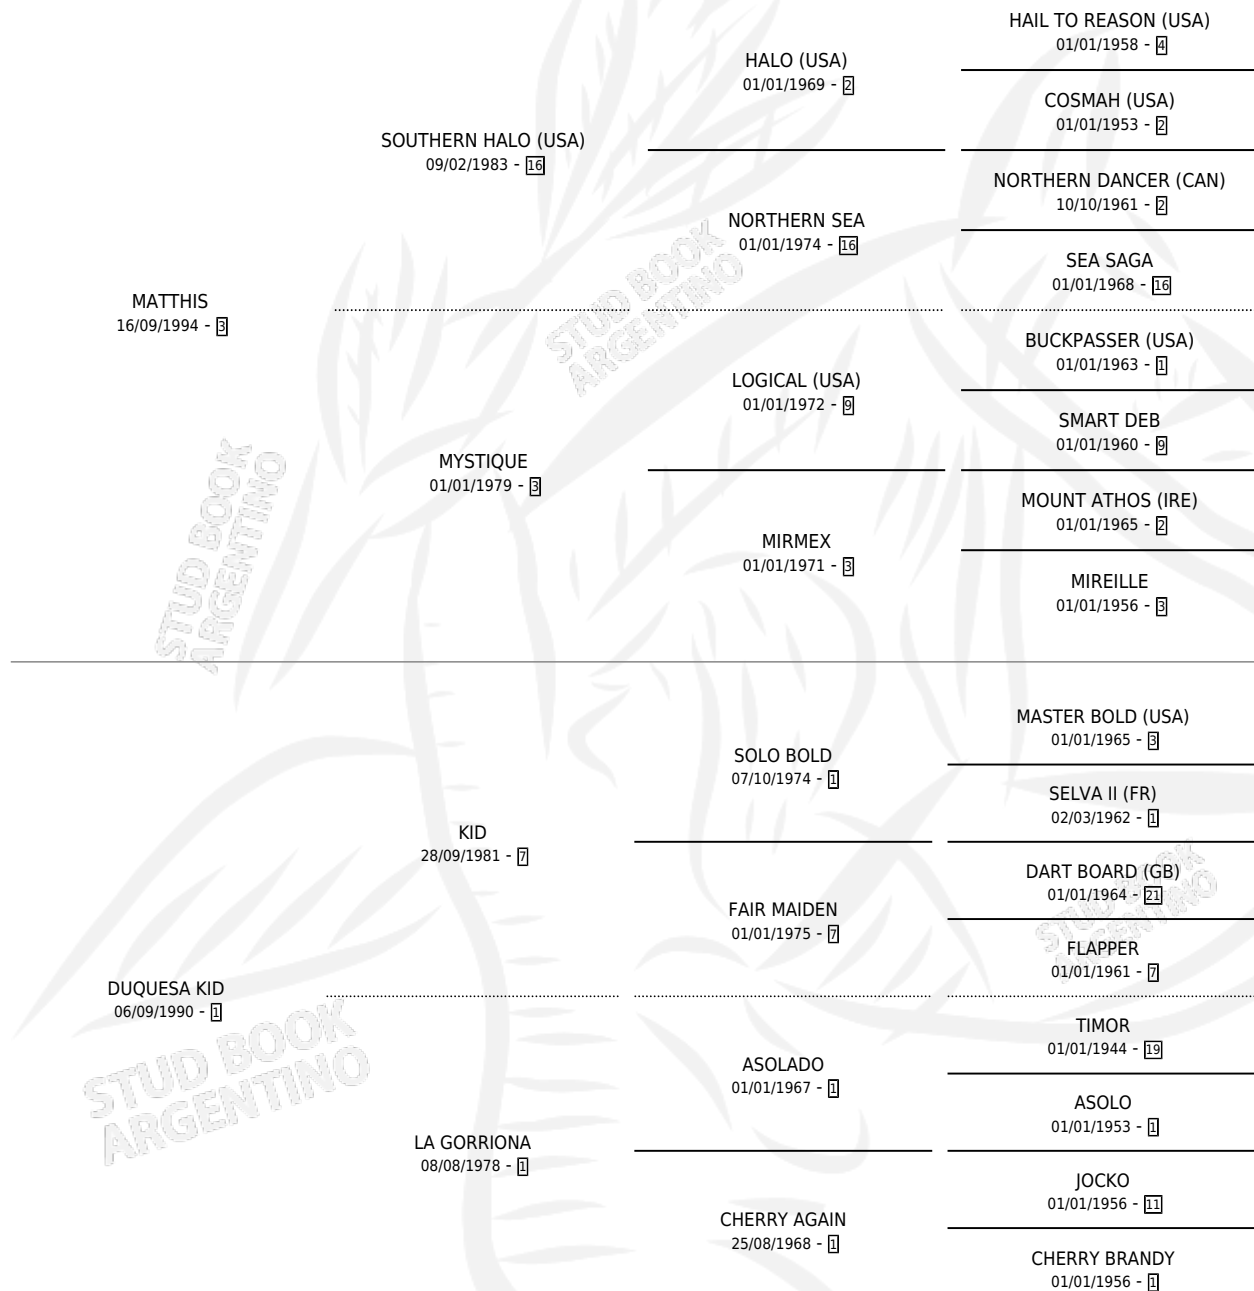 HAIL TO REASON (USA)
01/01/1958 - 4
HALO (USA)
01/01/1969 - 2
COSMAH (USA)
01/01/1953 - 2
SOUTHERN HALO (USA)
09/02/1983 - 16
NORTHERN DANCER (CAN)
10/10/1961 - 2
NORTHERN SEA
01/01/1974 - 16
SEA SAGA
01/01/1968 - 16
MATTHIS
16/09/1994 - 3
STUD BOOK
ARGENTINO
BUCKPASSER (USA)
01/01/1963 - 1
LOGICAL (USA)
01/01/1972 - 9
SMART DEB
01/01/1960 - 9
MYSTIQUE
01/01/1979 - 3
MOUNT ATHOS (IRE)
01/01/1965 - 2
MIRMEX
01/01/1971 - 3
MIREILLE
01/01/1956 - 3
STUD BOOK
ARGENTINO
MASTER BOLD (USA)
01/01/1965 - 3
SOLO BOLD
07/10/1974 - 1
SELVA II (FR)
02/03/1962 - 1
KID
28/09/1981 - 7
DART BOARD (GB)
01/01/1964 - 21
STUD BOOK
ARGENTINO
FAIR MAIDEN
01/01/1975 - 7
FLAPPER
01/01/1961 - 7
DUQUESA KID
06/09/1990 - 1
STUD BOOK
ARGENTINO
TIMOR
01/01/1944 - 19
ASOLADO
01/01/1967 - 1
ASOLO
01/01/1953 - 1
LA GORRIONA
08/08/1978 - 1
JOCKO
01/01/1956 - 11
CHERRY AGAIN
25/08/1968 - 1
CHERRY BRANDY
01/01/1956 - 1